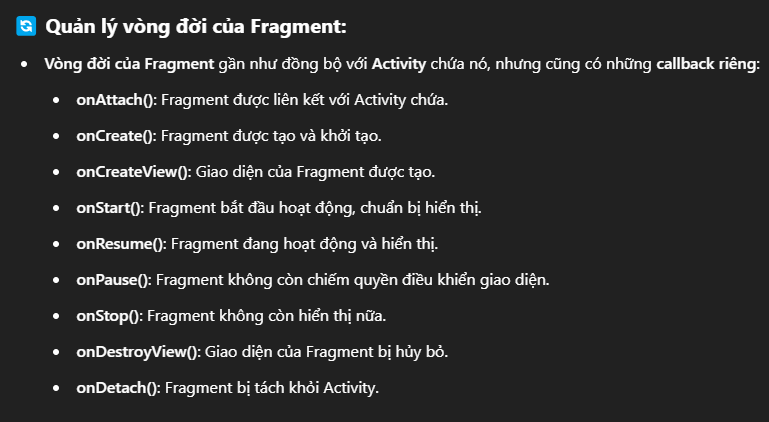 Quản lý vòng đời của Fragment:
Vòng đời của Fragment gần như đồng bộ với Activity chứa nó, nhưng cũng có những callback riêng:
onAttach(): Fragment được liên kết với Activity chứa.
onCreate(): Fragment được tạo và khởi tạo.
onCreateView(): Giao diện của Fragment được tạo.
onStart(): Fragment bắt đầu hoạt động, chuẩn bị hiển thị.
onResume(): Fragment đang hoạt động và hiển thị.
onPause(): Fragment không còn chiếm quyền điều khiển giao diện.
onStop(): Fragment không còn hiển thị nữa.
onDestroyView(): Giao diện của Fragment bị hủy bỏ.
onDetach(): Fragment bị tách khỏi Activity.